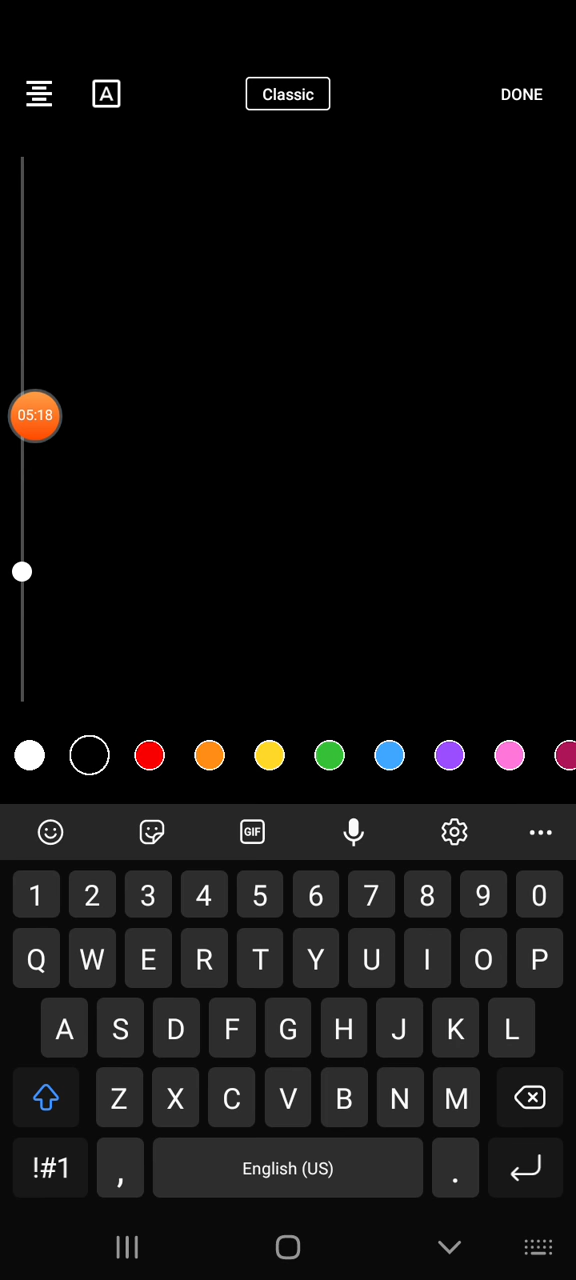 A Classic DONE
05:18
GIF
1 2 3 4 5 6 7 8 9 0
Q W E R T Y U I O P
A S D F G H J K L
Z X C V B N M
!#1 , English (US) .